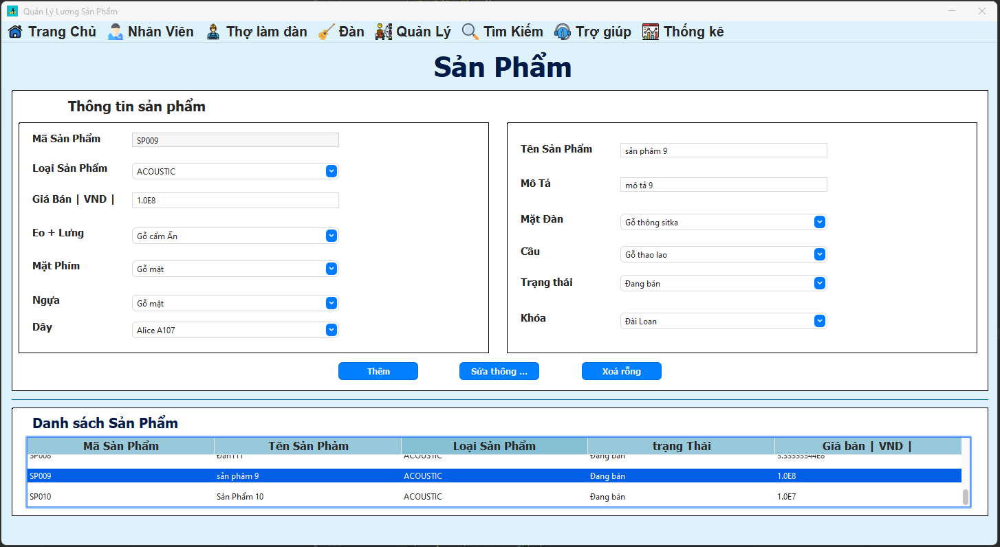 Quản Lý Lương Sản Phẩm
Trang Chủ Nhân Viên Thợ làm đàn Đàn Quản Lý Tìm Kiếm Trợ giúp Thống kê
Sản Phẩm
Thông tin sản phẩm
Mã Sản Phẩm SP009
Loại Sản Phẩm ACOUSTIC
Giá Bán | VND | 1.0E8
Eo + Lưng Gỗ cẩm Ấn
Mặt Phím Gỗ mật
Ngựa Gỗ mật
Dây Alice A107
Tên Sản Phẩm sản phâm 9
Mô Tả mô tả 9
Mặt Đàn Gỗ thông sitka
Cầu Gỗ thao lao
Trạng thái Đang bán
Khóa Đài Loan
Thêm Sửa thông ... Xoá rỗng
Danh sách Sản Phẩm
Mã Sản Phẩm Tên Sản Phảm Loại Sản Phẩm trạng Thái Giá bán | VND |
SP008 Đàn111 ACOUSTIC Đang bán 3.33333344E8
SP009 sản phâm 9 ACOUSTIC Đang bán 1.0E8
SP010 Sản Phẩm 10 ACOUSTIC Đang bán 1.0E7